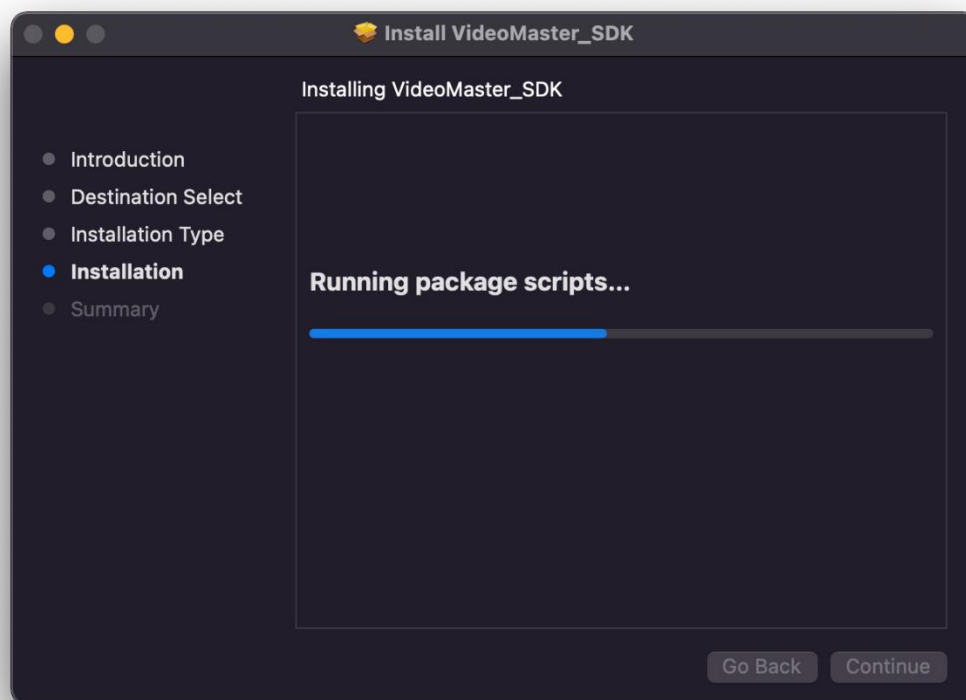 Install VideoMaster_SDK
Installing VideoMaster_SDK
Introduction
Destination Select
Installation Type
Installation
Summary
Running package scripts...
Go Back
Continue